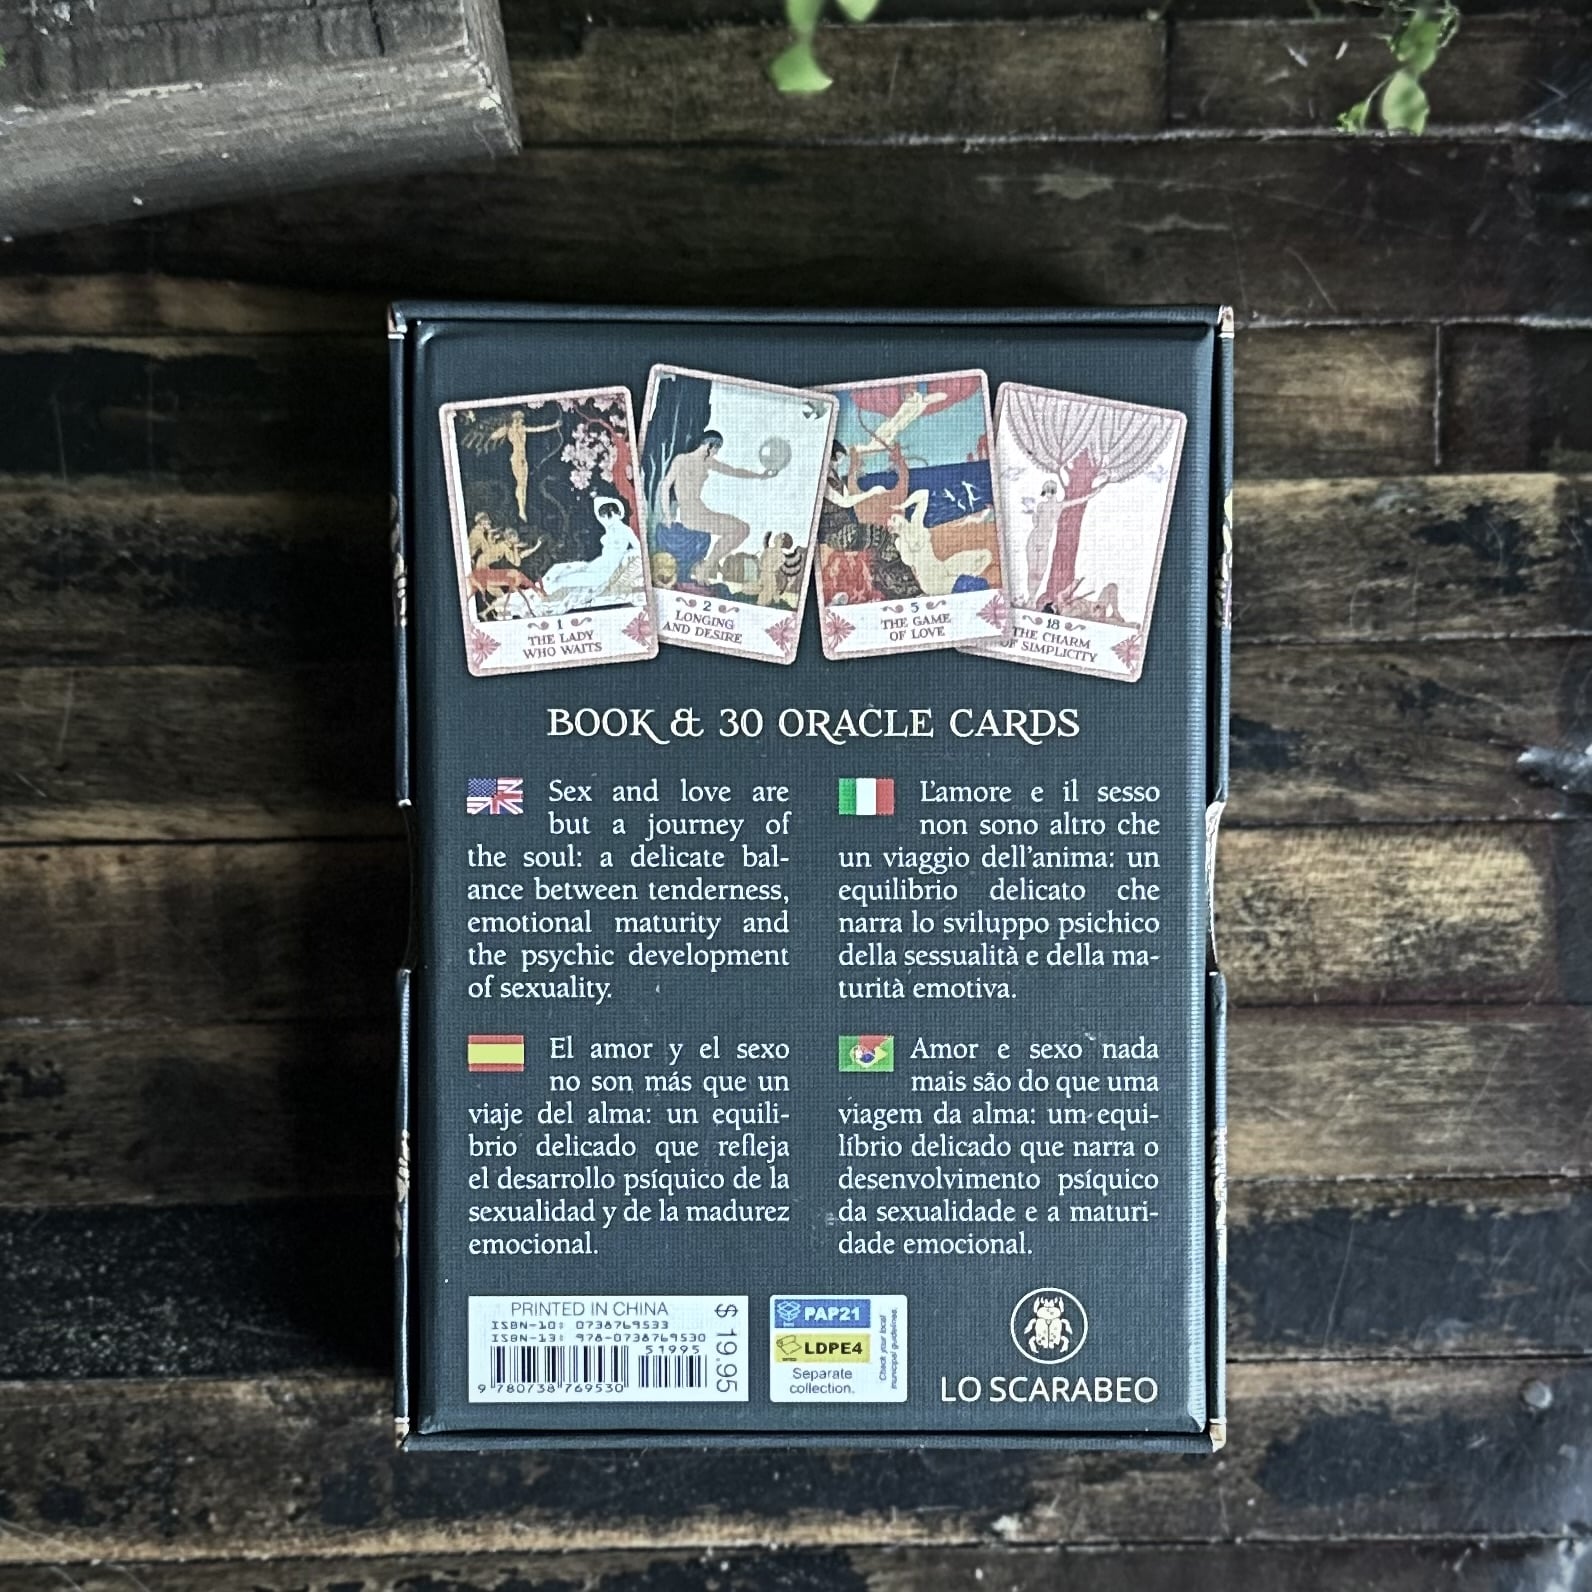 1
THE LADY
WHO WAITS
2
LONGING
AND DESIRE
5
THE GAME
OF LOVE
18
THE CHARM
OF SIMPLICITY
BOOK & 30 ORACLE CARDS
Sex and love are
but a journey of
the soul: a delicate bal-
ance between tenderness,
emotional maturity and
the psychic development
of sexuality.
L'amore e il sesso
non sono altro che
un viaggio dell'anima: un
equilibrio delicato che
narra lo sviluppo psichico
della sessualità e della ma-
turità emotiva.
El amor y el sexo
no son más que un
viaje del alma: un equili-
brio delicado que refleja
el desarrollo psíquico de la
sexualidad y de la madurez
emocional.
Amor e sexo nada
mais são do que uma
viagem da alma: um equi-
líbrio delicado que narra o
desenvolvimento psíquico
da sexualidade e a maturi-
dade emocional.
PRINTED IN CHINA
ISBN-10: 0738769533
ISBN-13: 978-0738769530
51995
9 780738 769530
$ 19.95
PAP21
LDPE4
Separate
collection.
Check your local
municipal guidelines.
LO SCARABEO